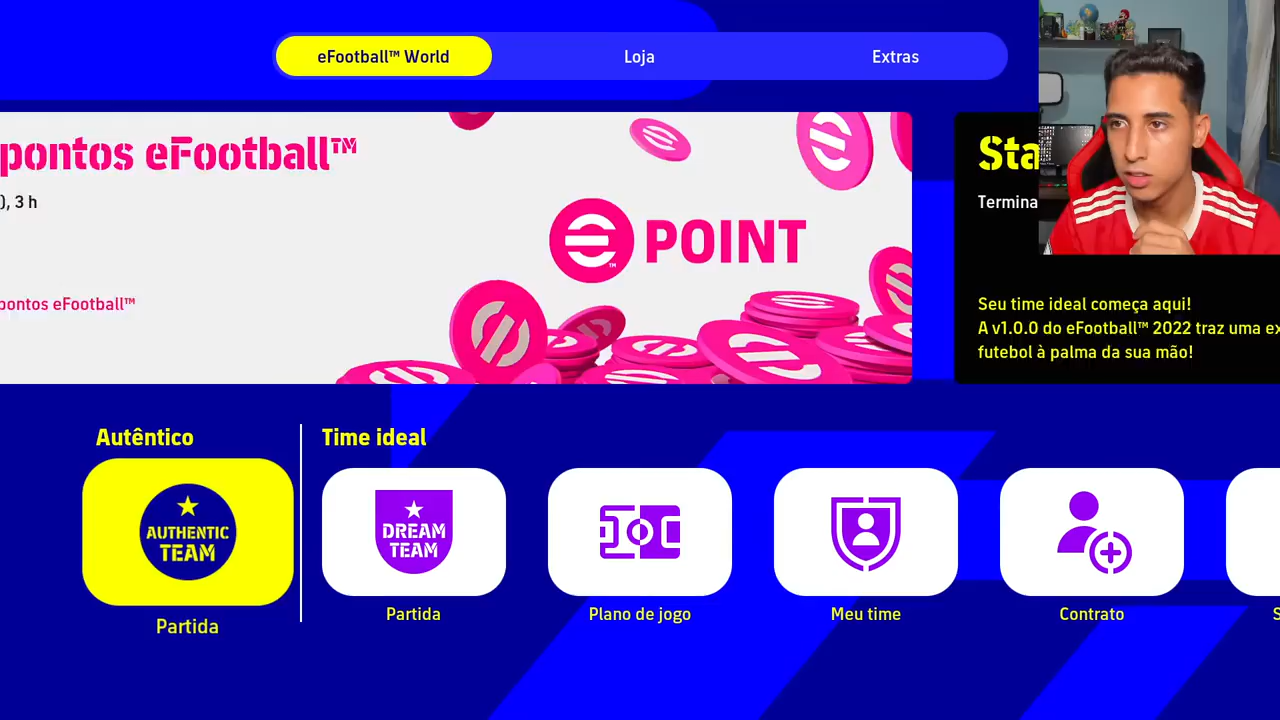 eFootball™ World
Loja
Extras
pontos eFootball™
), 3 h
POINT
pontos eFootball™
Sta
Termina
Seu time ideal começa aqui!
A v1.0.0 do eFootball™ 2022 traz uma ex
futebol à palma da sua mão!
Autêntico
Time ideal
AUTHENTIC
TEAM
DREAM
TEAM
Partida
Partida
Plano de jogo
Meu time
Contrato
S